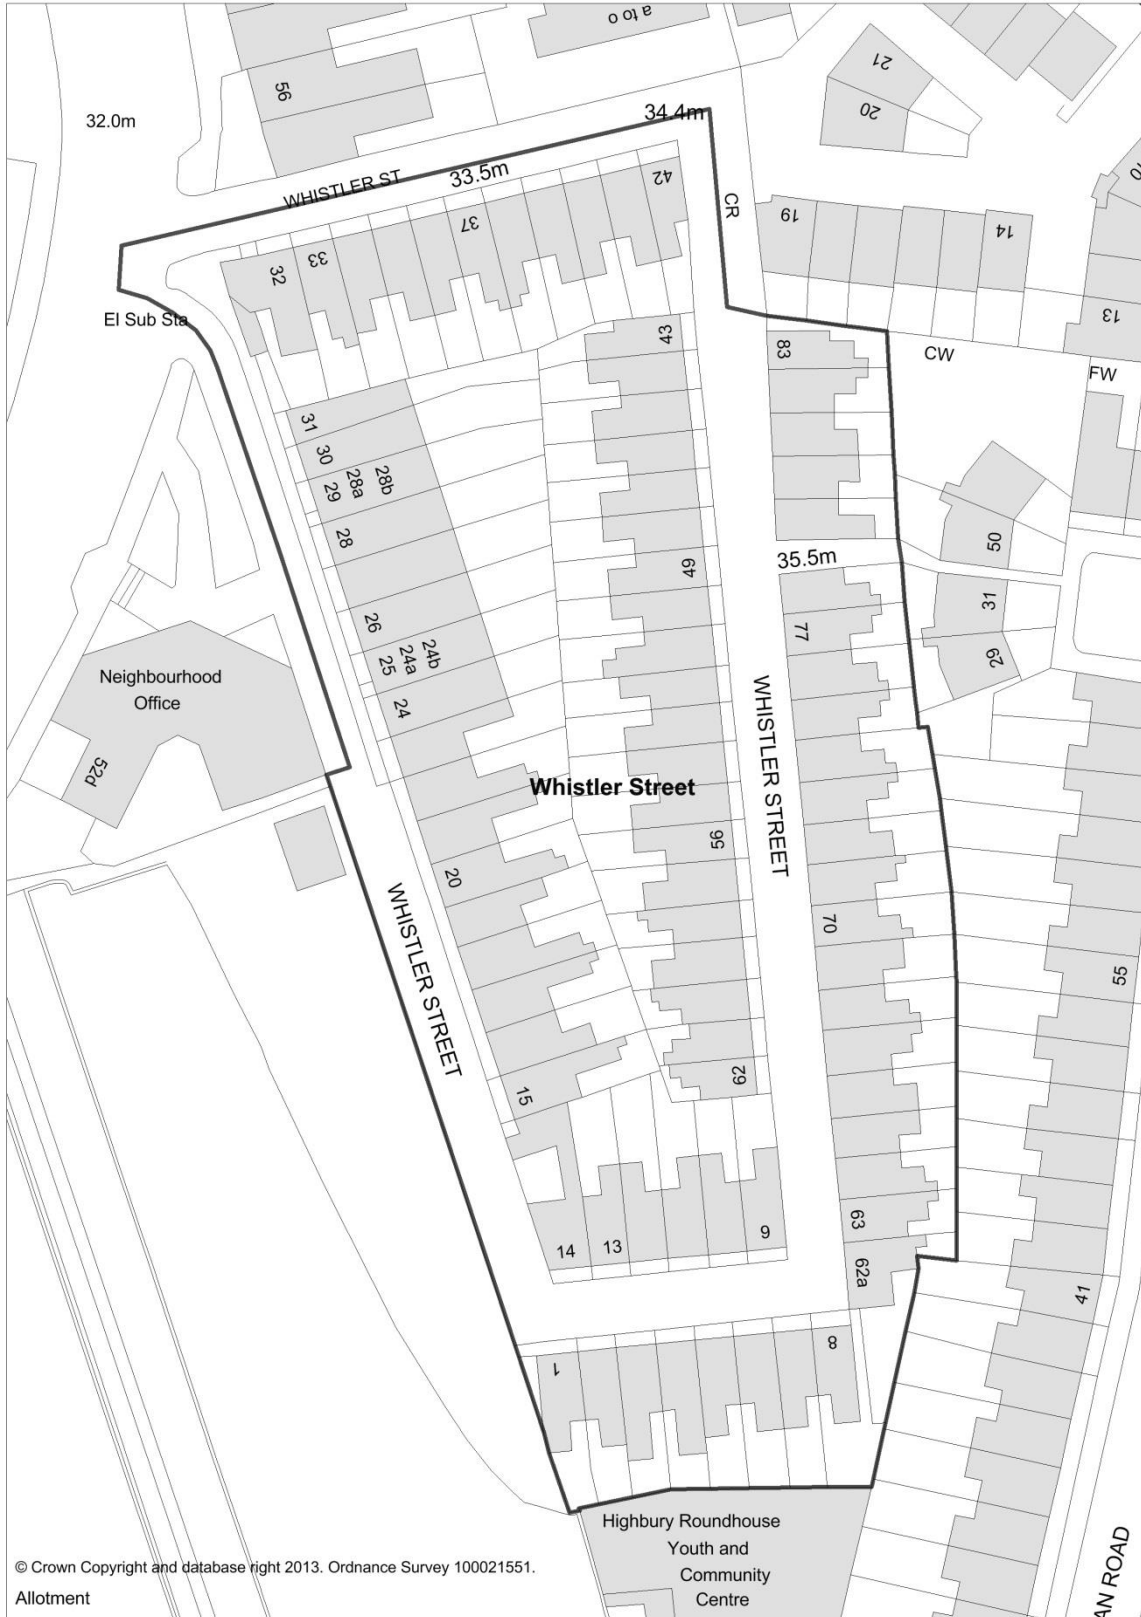 a to o
56
21
20
32.0m
34.4m
WHISTLER ST
33.5m
42
CR
19
14
10
37
33
32
13
El Sub Sta
43
83
CW
FW
31
30
29
28a
28b
28
50
49
35.5m
31
29
77
26
25
24a
24b
24
Neighbourhood
Office
52d
WHISTLER STREET
Whistler Street
56
20
70
WHISTLER STREET
55
15
62
63
14
13
9
62a
41
1
8
Highbury Roundhouse
Youth and
Community
Centre
AN ROAD
© Crown Copyright and database right 2013. Ordnance Survey 100021551.
Allotment